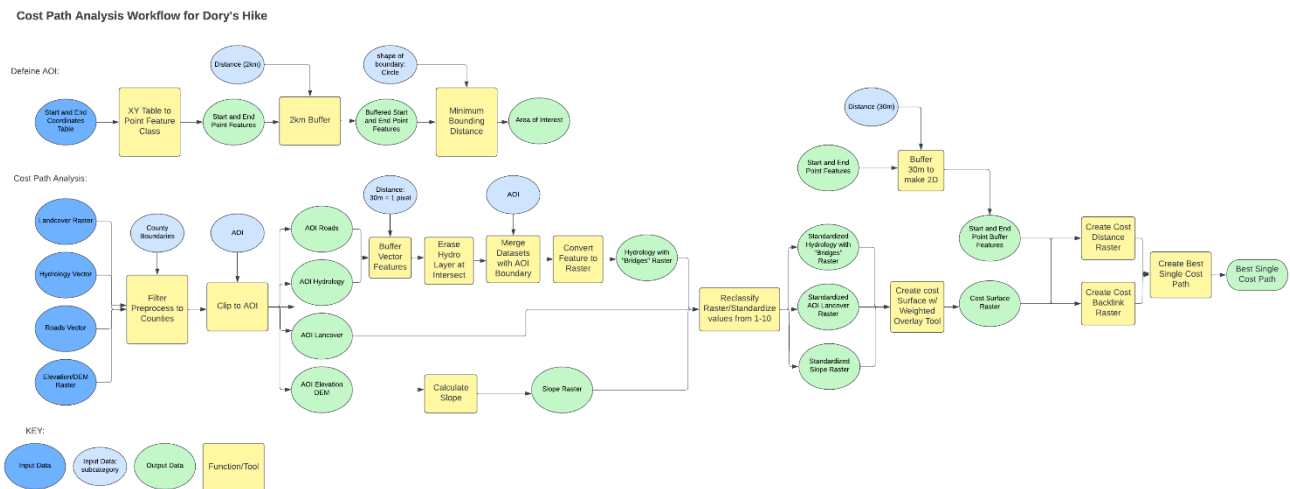 Cost Path Analysis Workflow for Dory's Hike
Defeine AOI:
Distance (2km)
shape of
boundary:
Circle
Start and End
Coordinates
Table
XY Table to
Point Feature
Class
Start and End
Point Features
2km Buffer
Buffered Start
and End Point
Features
Minimum
Bounding
Distance
Area of Interest
Distance (30m)
Start and End
Point Features
Buffer
30m to
make 2D
Cost Path Analysis:
Landcover Raster
County
Boundaries
AOI
Distance:
30m = 1 pixel
AOI
Hydrology Vector
Roads Vector
Elevation/DEM
Raster
Filter
Preprocess to
Counties
Clip to AOI
AOI Roads
AOI Hydrology
AOI Lancover
AOI Elevation
DEM
Buffer
Vector
Features
Erase
Hydro
Layer at
Intersect
Merge
Datasets
with AOI
Boundary
Convert
Feature to
Raster
Hydrology with
"Bridges" Raster
Calculate
Slope
Slope Raster
Reclassify
Raster/Standardize
values from 1-10
Standardized
Hydrology with
"Bridges"
Raster
Standardized
AOI Lancover
Raster
Standardized
Slope Raster
Create cost
Surface w/
Weighted
Overlay Tool
Start and End
Point Buffer
Features
Cost Surface
Raster
Create Cost
Distance
Raster
Create Cost
Backlink
Raster
Create Best
Single Cost
Path
Best Single
Cost Path
KEY:
Input Data
Input Data:
subcategory
Output Data
Function/Tool